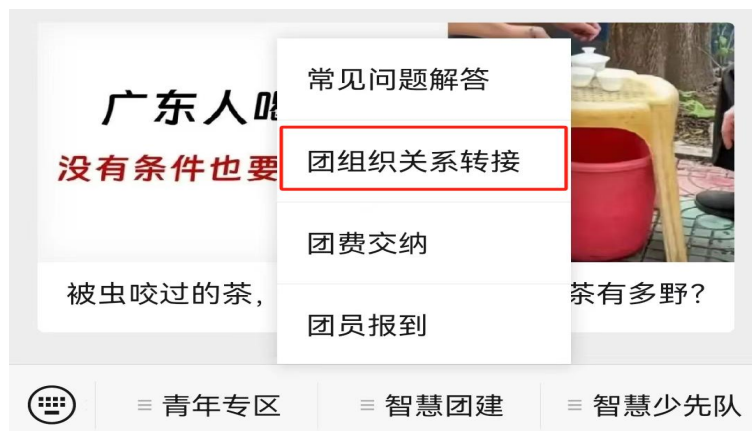 广东人喝
没有条件也要
常见问题解答
团组织关系转接
团费交纳
团员报到
被虫咬过的茶,
茶有多野?
青年专区
智慧团建
智慧少先队